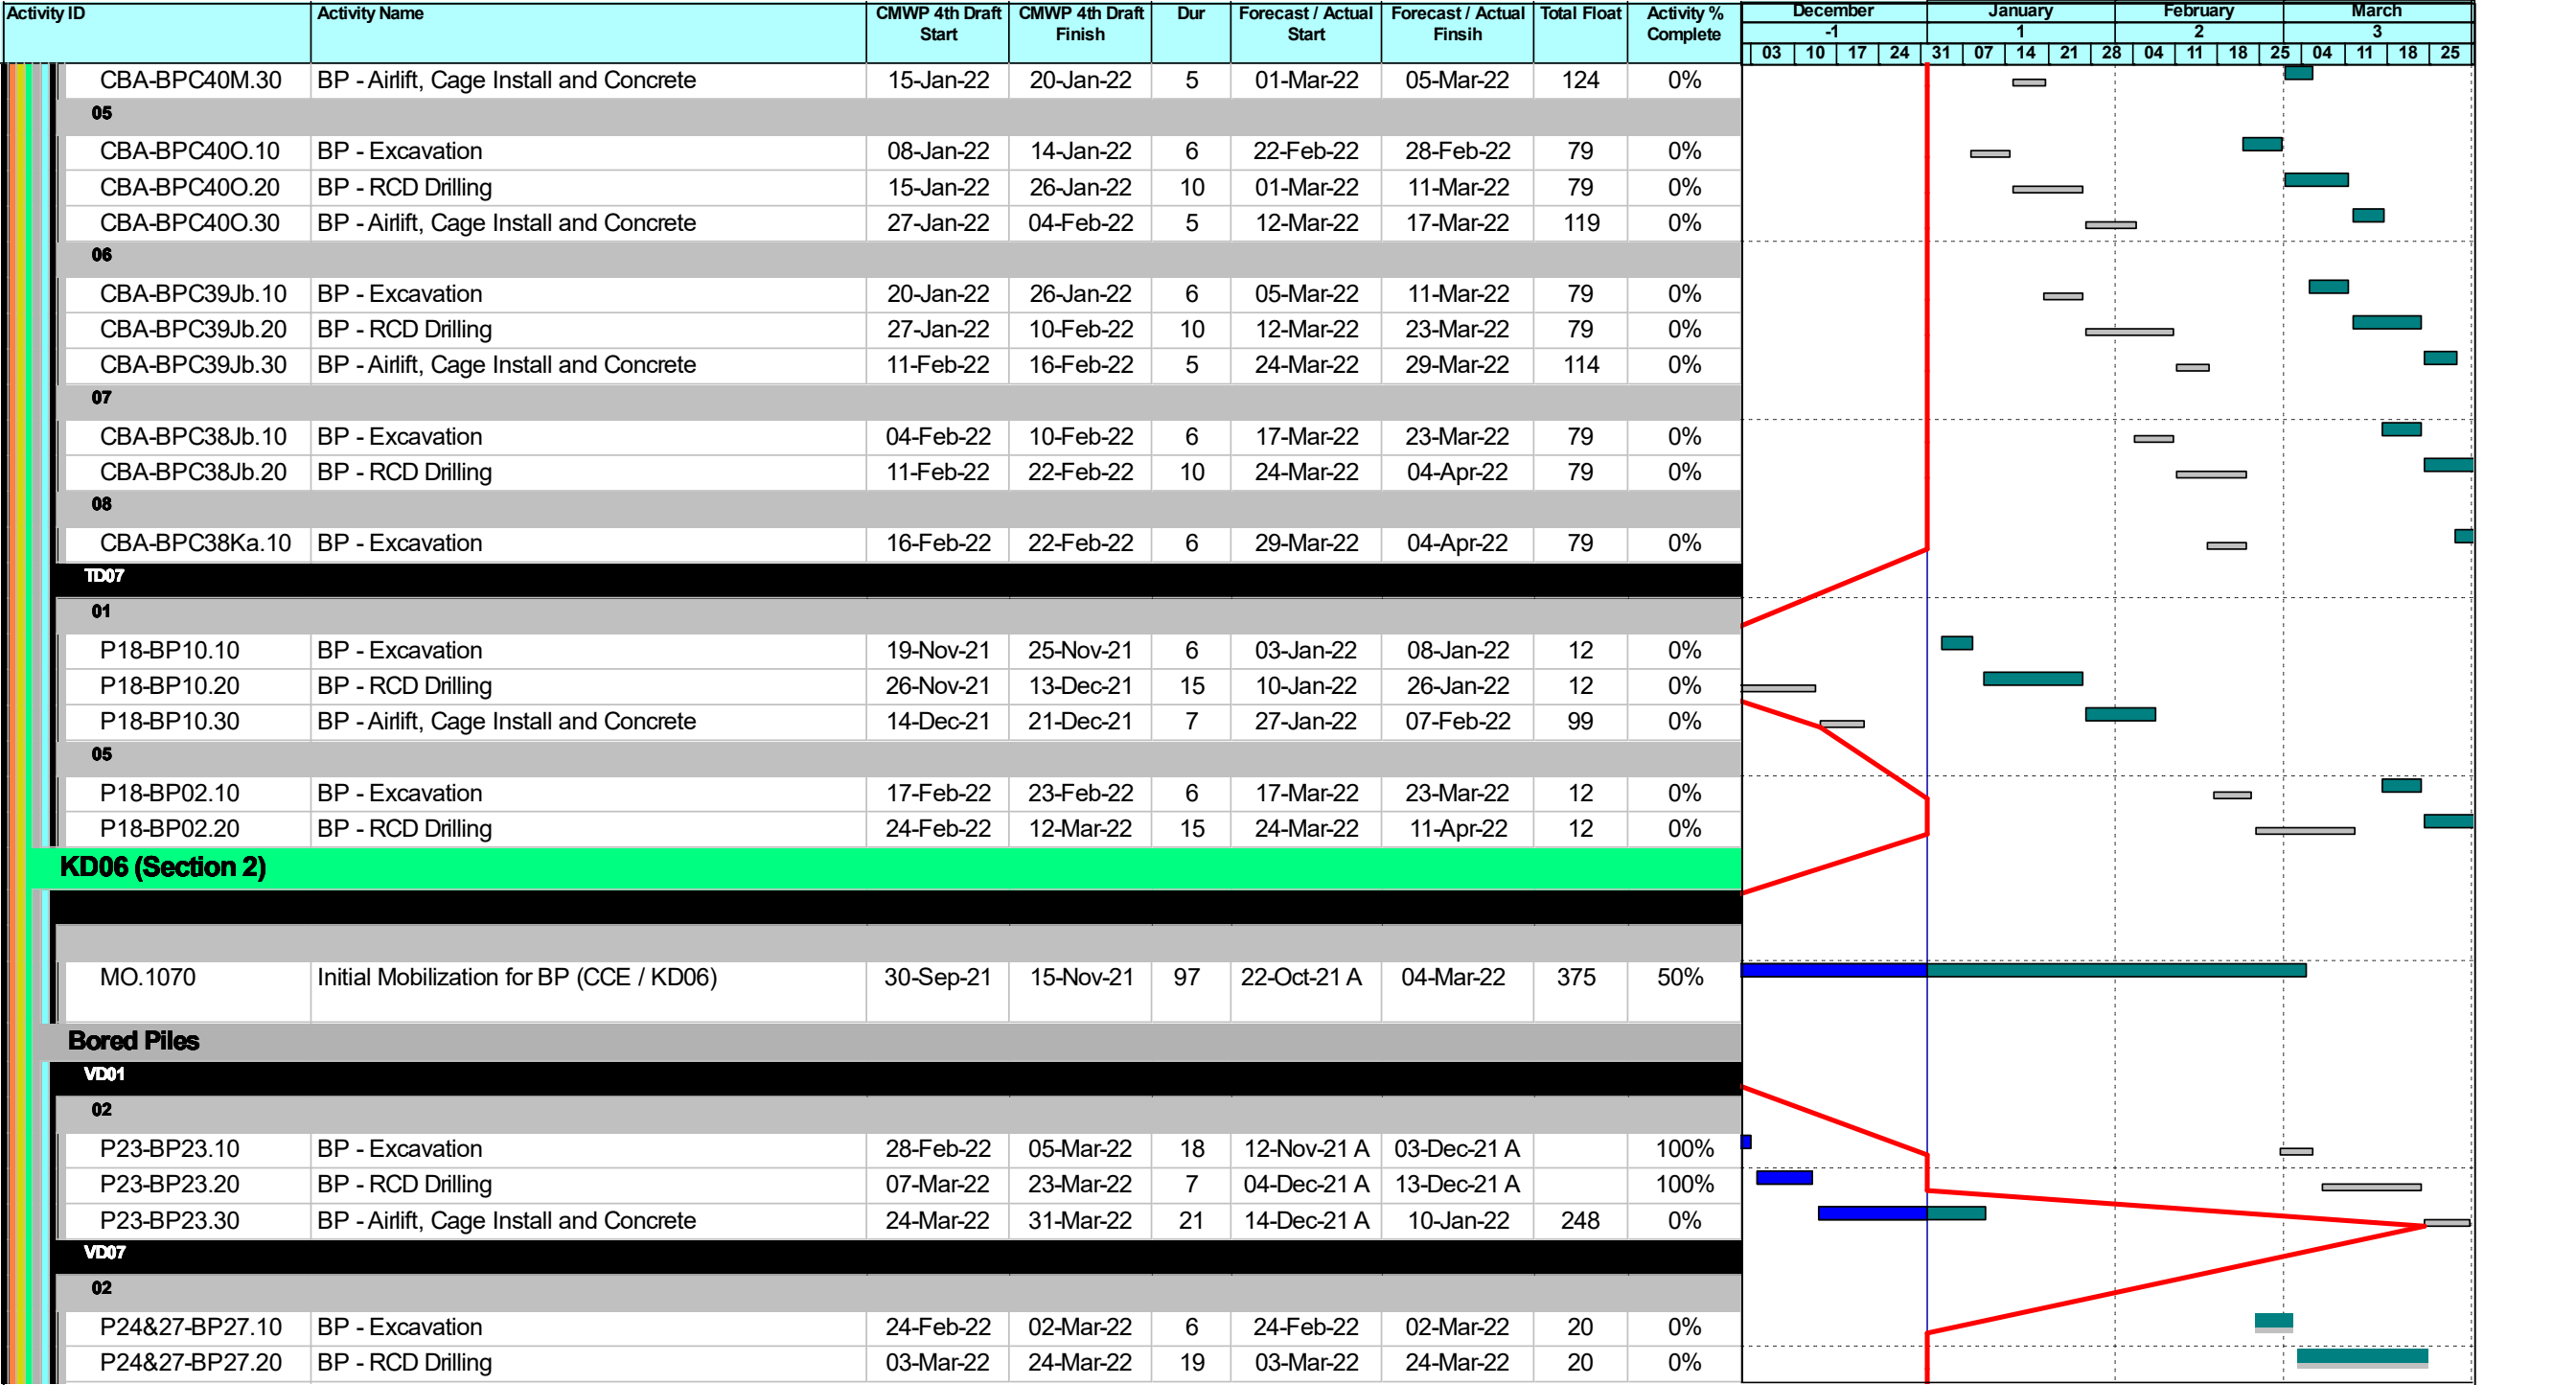 Activity ID Activity Name CMWP 4th Draft Start CMWP 4th Draft Finish Dur Forecast / Actual Start Forecast / Actual Finsih Total Float Activity % Complete December January February March
-1 1 2 3
03 10 17 24 31 07 14 21 28 04 11 18 25 04 11 18 25
CBA-BPC40M.30 BP - Airlift, Cage Install and Concrete 15-Jan-22 20-Jan-22 5 01-Mar-22 05-Mar-22 124 0%
05
CBA-BPC40O.10 BP - Excavation 08-Jan-22 14-Jan-22 6 22-Feb-22 28-Feb-22 79 0%
CBA-BPC40O.20 BP - RCD Drilling 15-Jan-22 26-Jan-22 10 01-Mar-22 11-Mar-22 79 0%
CBA-BPC40O.30 BP - Airlift, Cage Install and Concrete 27-Jan-22 04-Feb-22 5 12-Mar-22 17-Mar-22 119 0%
06
CBA-BPC39Jb.10 BP - Excavation 20-Jan-22 26-Jan-22 6 05-Mar-22 11-Mar-22 79 0%
CBA-BPC39Jb.20 BP - RCD Drilling 27-Jan-22 10-Feb-22 10 12-Mar-22 23-Mar-22 79 0%
CBA-BPC39Jb.30 BP - Airlift, Cage Install and Concrete 11-Feb-22 16-Feb-22 5 24-Mar-22 29-Mar-22 114 0%
07
CBA-BPC38Jb.10 BP - Excavation 04-Feb-22 10-Feb-22 6 17-Mar-22 23-Mar-22 79 0%
CBA-BPC38Jb.20 BP - RCD Drilling 11-Feb-22 22-Feb-22 10 24-Mar-22 04-Apr-22 79 0%
08
CBA-BPC38Ka.10 BP - Excavation 16-Feb-22 22-Feb-22 6 29-Mar-22 04-Apr-22 79 0%
TD07
01
P18-BP10.10 BP - Excavation 19-Nov-21 25-Nov-21 6 03-Jan-22 08-Jan-22 12 0%
P18-BP10.20 BP - RCD Drilling 26-Nov-21 13-Dec-21 15 10-Jan-22 26-Jan-22 12 0%
P18-BP10.30 BP - Airlift, Cage Install and Concrete 14-Dec-21 21-Dec-21 7 27-Jan-22 07-Feb-22 99 0%
05
P18-BP02.10 BP - Excavation 17-Feb-22 23-Feb-22 6 17-Mar-22 23-Mar-22 12 0%
P18-BP02.20 BP - RCD Drilling 24-Feb-22 12-Mar-22 15 24-Mar-22 11-Apr-22 12 0%
KD06 (Section 2)
MO.1070 Initial Mobilization for BP (CCE / KD06) 30-Sep-21 15-Nov-21 97 22-Oct-21 A 04-Mar-22 375 50%
Bored Piles
VD01
02
P23-BP23.10 BP - Excavation 28-Feb-22 05-Mar-22 18 12-Nov-21 A 03-Dec-21 A 100%
P23-BP23.20 BP - RCD Drilling 07-Mar-22 23-Mar-22 7 04-Dec-21 A 13-Dec-21 A 100%
P23-BP23.30 BP - Airlift, Cage Install and Concrete 24-Mar-22 31-Mar-22 21 14-Dec-21 A 10-Jan-22 248 0%
VD07
02
P24&27-BP27.10 BP - Excavation 24-Feb-22 02-Mar-22 6 24-Feb-22 02-Mar-22 20 0%
P24&27-BP27.20 BP - RCD Drilling 03-Mar-22 24-Mar-22 19 03-Mar-22 24-Mar-22 20 0%